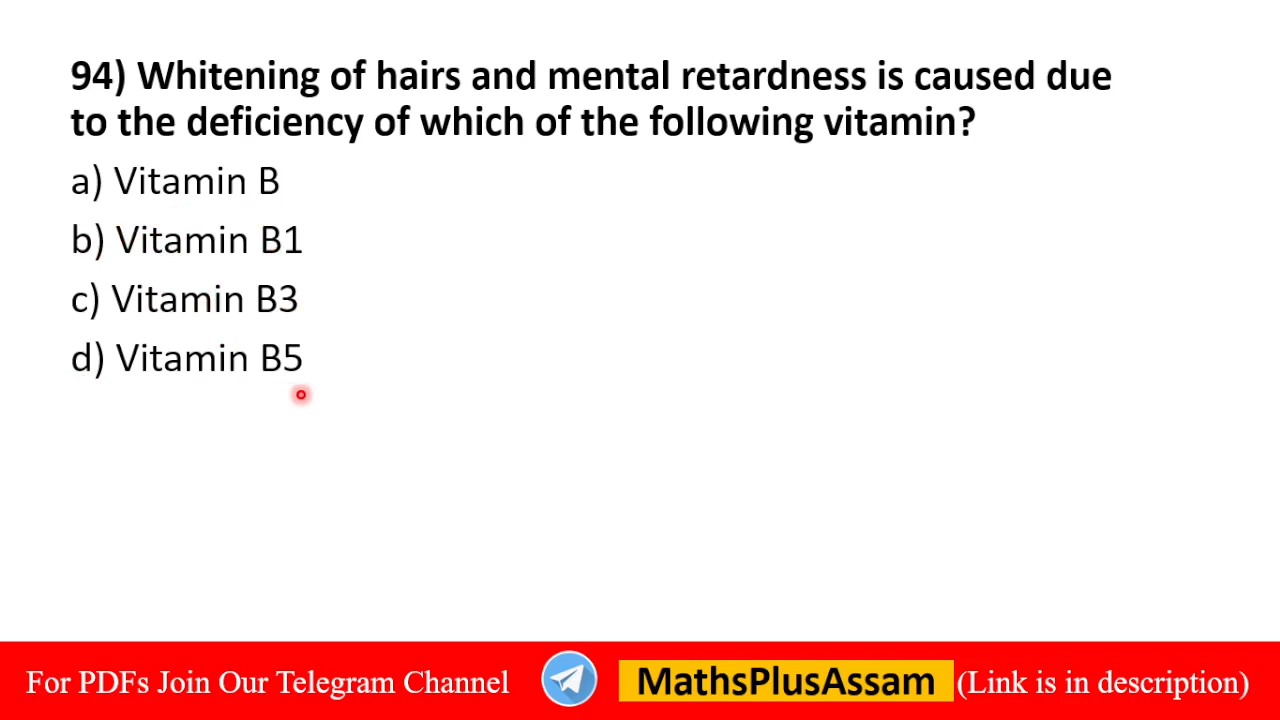 94) Whitening of hairs and mental retardness is caused due
to the deficiency of which of the following vitamin?
a) Vitamin B
b) Vitamin B1
c) Vitamin B3
d) Vitamin B5
For PDFs Join Our Telegram Channel MathsPlusAssam (Link is in description)